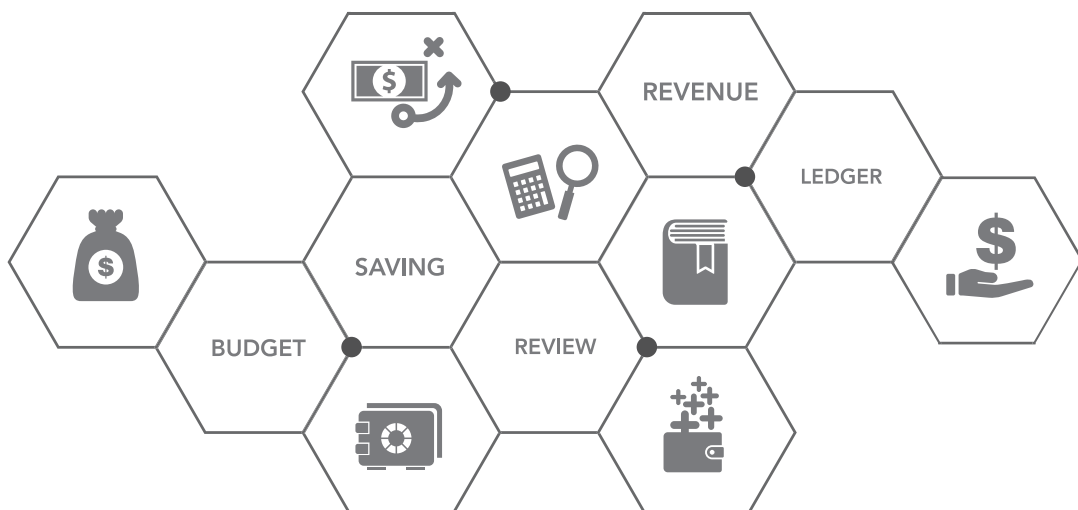 $
REVENUE
LEDGER
$
SAVING
$
BUDGET
REVIEW